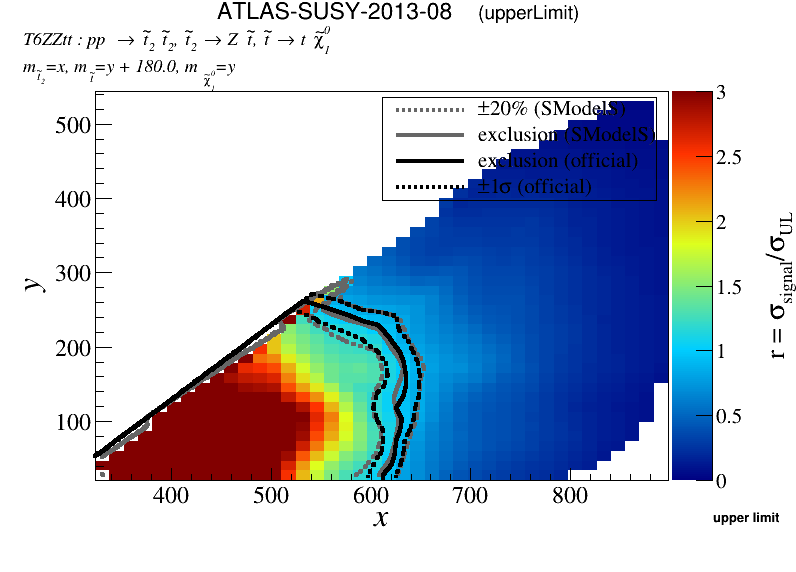 ATLAS-SUSY-2013-08 (upperLimit)
T6ZZtt : pp → t̃₂ t̃₂, t̃₂ → Z t̃, t̃ → t χ̃₁⁰
m_t̃₂=x, m_t̃=y + 180.0, m_χ̃₁⁰=y
±20% (SModelS)
exclusion (SModelS)
exclusion (official)
±1σ (official)
500
400
300
200
100
y
400 500 600 700 800
x
3
2.5
2
1.5
1
0.5
0
r = σ_signal/σ_UL
upper limit